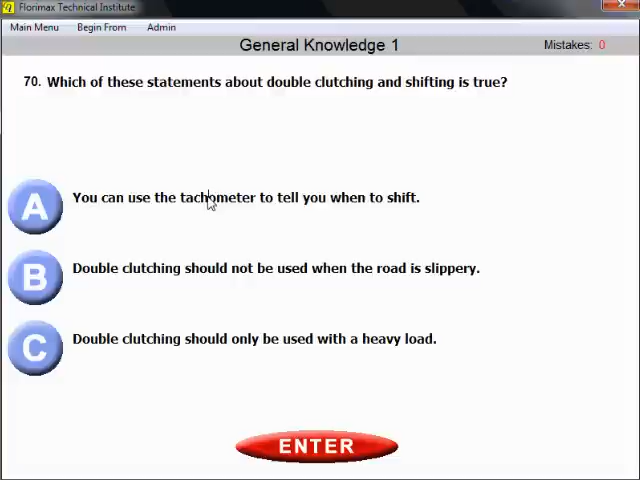 Florimax Technical Institute
Main Menu Begin From Admin
General Knowledge 1 Mistakes: 0
70. Which of these statements about double clutching and shifting is true?
A You can use the tachometer to tell you when to shift.
B Double clutching should not be used when the road is slippery.
C Double clutching should only be used with a heavy load.
ENTER